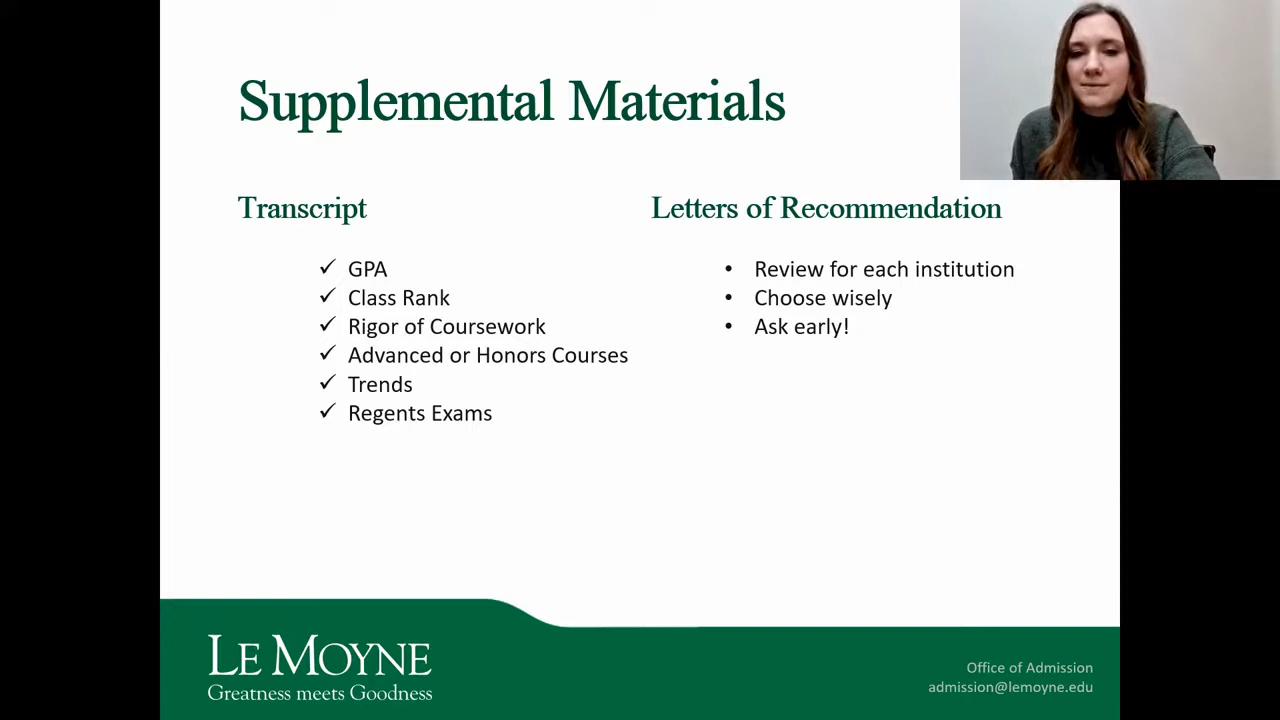 Supplemental Materials
Transcript
✓ GPA
✓ Class Rank
✓ Rigor of Coursework
✓ Advanced or Honors Courses
✓ Trends
✓ Regents Exams
Letters of Recommendation
• Review for each institution
• Choose wisely
• Ask early!
LE MOYNE
Greatness meets Goodness
Office of Admission
admission@lemoyne.edu